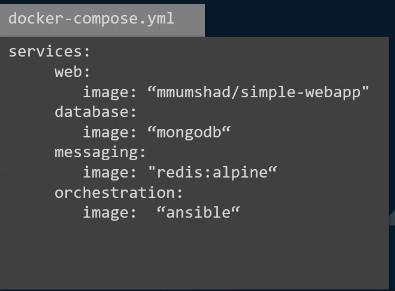 docker-compose.yml
services:
web:
image: “mmumshad/simple-webapp"
database:
image: “mongodb“
messaging:
image: "redis:alpine“
orchestration:
image: “ansible“